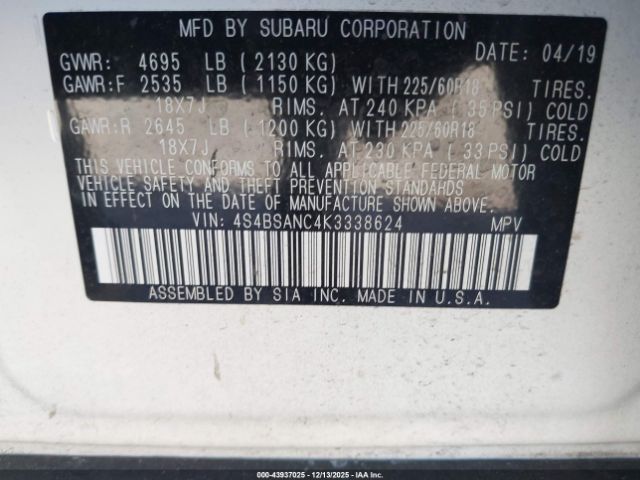 MFD BY SUBARU CORPORATION
GVWR: 4695 LB (2130 KG) DATE: 04/19
GAWR:F 2535 LB (1150 KG) WITH 225/60R18 TIRES.
18X7J RIMS. AT 240 KPA (35 PSI) COLD
GAWR:R 2645 LB (1200 KG) WITH 225/60R18 TIRES.
18X7J RIMS. AT 230 KPA (33 PSI) COLD
THIS VEHICLE CONFORMS TO ALL APPLICABLE FEDERAL MOTOR
VEHICLE SAFETY AND THEFT PREVENTION STANDARDS
IN EFFECT ON THE DATE OF MANUFACTURE SHOWN ABOVE.
VIN: 4S4BSANC4K3338624 MPV
ASSEMBLED BY SIA INC. MADE IN U.S.A.
000-43937025 - 12/13/2025 - IAAI.COM